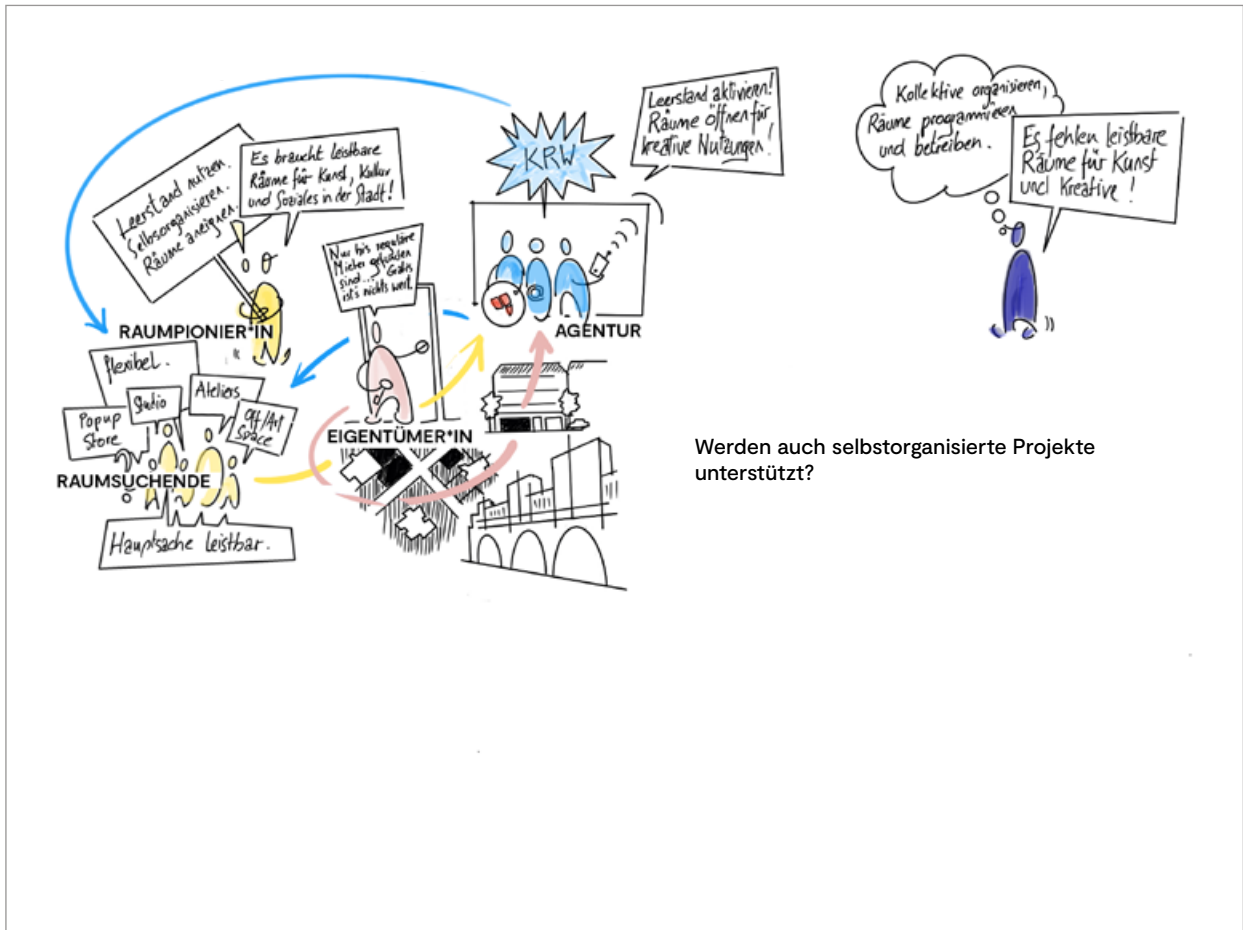 Leerstand nutzen.
Selbsorganisieren.
Räume aneignen.
Es braucht leistbare
Räume für Kunst, Kultur
und Soziales in der Stadt!
RAUMPIONIER*IN
KRW
Leerstand aktivieren!
Räume öffnen für
kreative Nutzungen!
AGENTUR
Nur bis reguläre
Mieter gefunden
sind... Gratis
ist's nichts wert.
EIGENTÜMER*IN
flexibel.
Studio
Ateliers
Popup
Store
Off/Art
Space
RAUMSUCHENDE
Hauptsache leistbar.
Kollektive organisieren,
Räume programmieren
und betreiben.
Es fehlen leistbare
Räume für Kunst
und Kreative!
Werden auch selbstorganisierte Projekte
unterstützt?